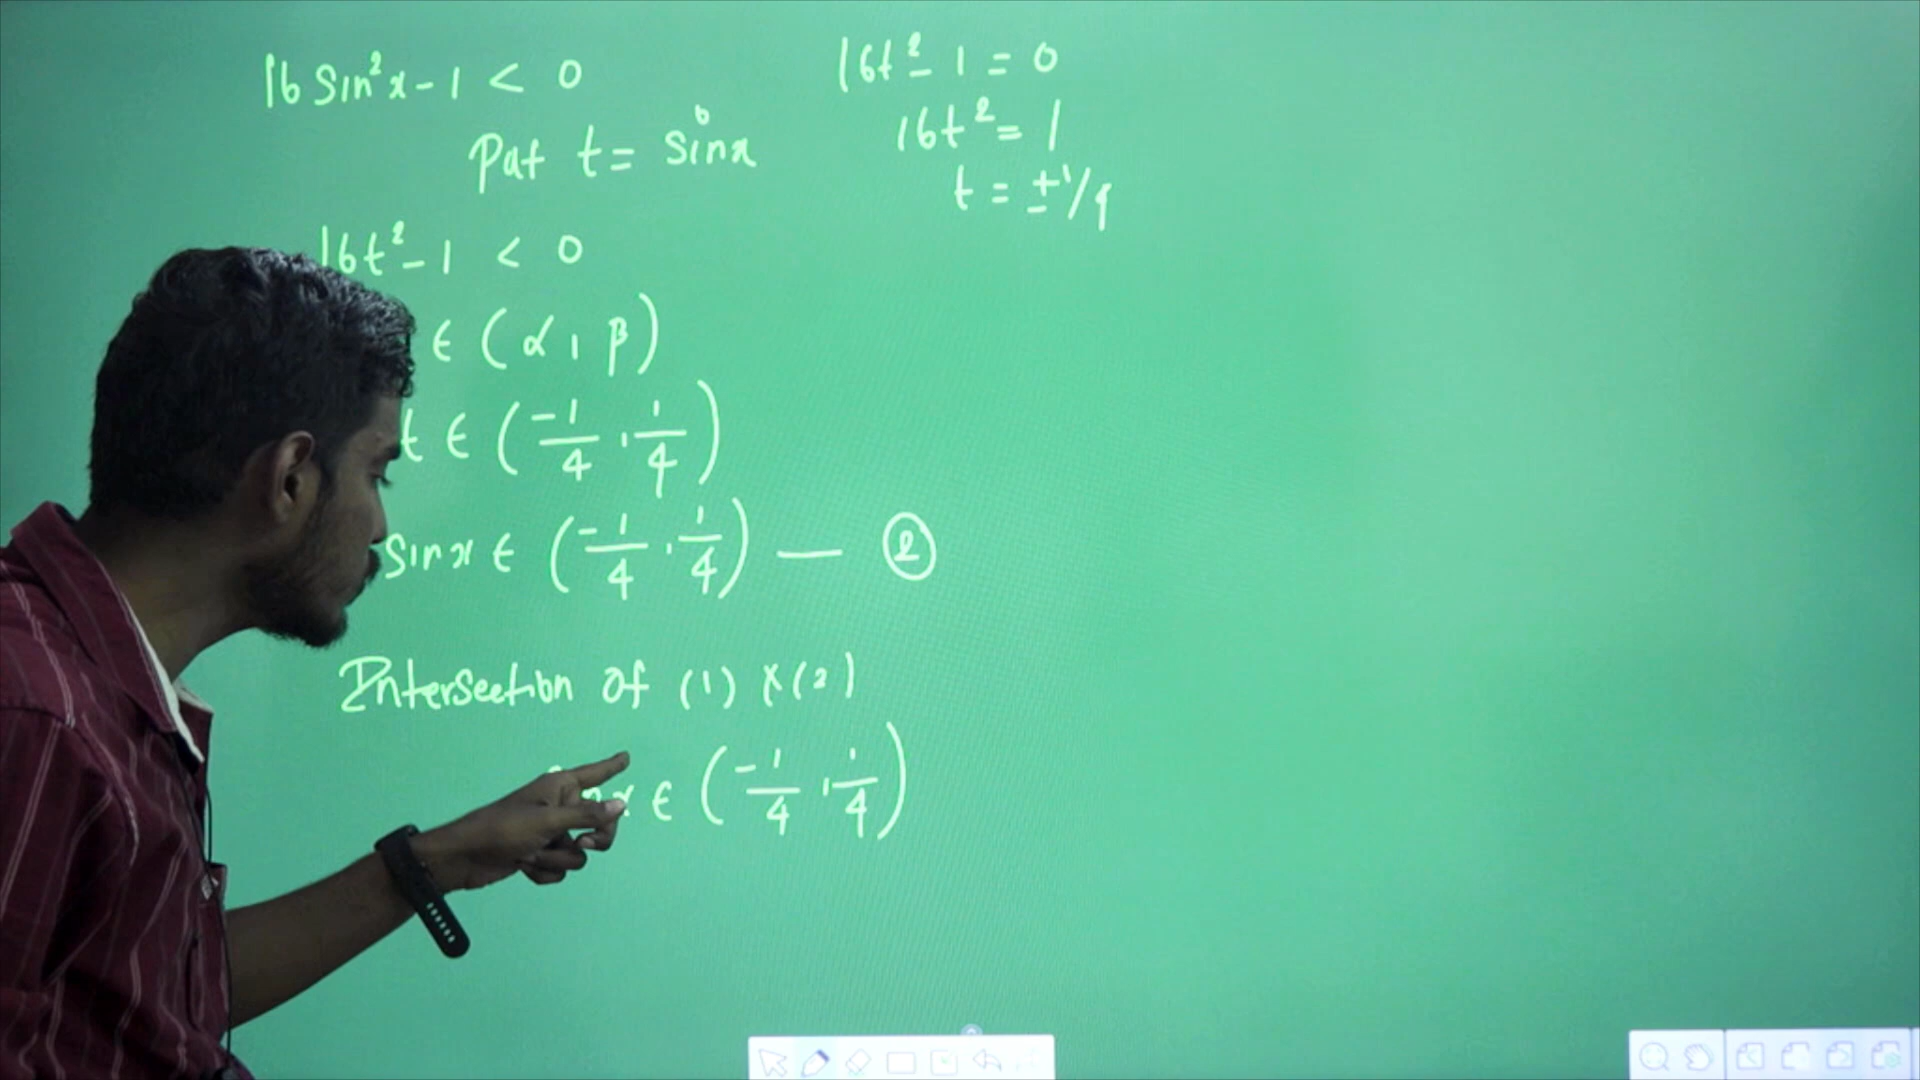 16 sin²x - 1 < 0
Put t = sinx
16t² - 1 < 0
∈ (α, β)
t ∈ (-1/4, 1/4)
sinx ∈ (-1/4, 1/4) — ②
Intersection of (1) & (2)
x ∈ (-1/4, 1/4)
16t² - 1 = 0
16t² = 1
t = ±1/4